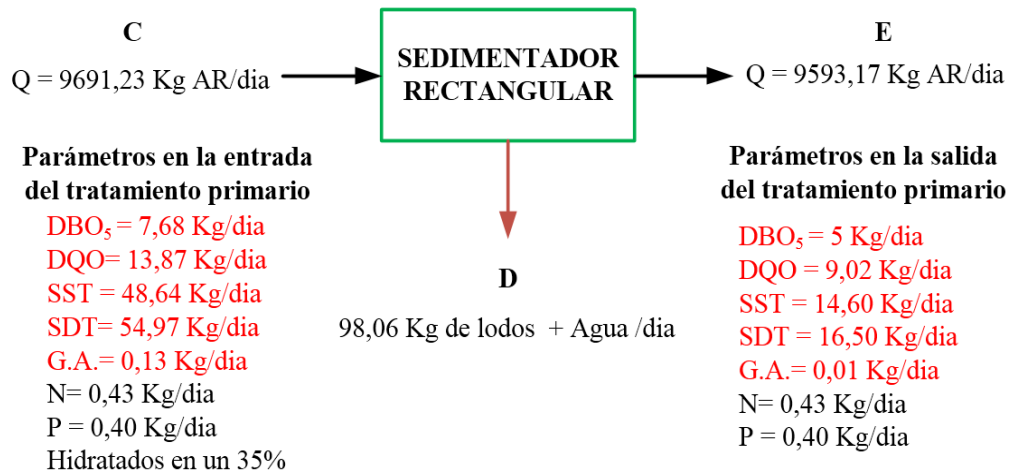 C
Q = 9691,23 Kg AR/dia
SEDIMENTADOR
RECTANGULAR
E
Q = 9593,17 Kg AR/dia
Parámetros en la entrada
del tratamiento primario
DBO₅ = 7,68 Kg/dia
DQO= 13,87 Kg/dia
SST = 48,64 Kg/dia
SDT= 54,97 Kg/dia
G.A.= 0,13 Kg/dia
N= 0,43 Kg/dia
P = 0,40 Kg/dia
Hidratados en un 35%
D
98,06 Kg de lodos + Agua /dia
Parámetros en la salida
del tratamiento primario
DBO₅ = 5 Kg/dia
DQO = 9,02 Kg/dia
SST = 14,60 Kg/dia
SDT = 16,50 Kg/dia
G.A.= 0,01 Kg/dia
N= 0,43 Kg/dia
P = 0,40 Kg/dia